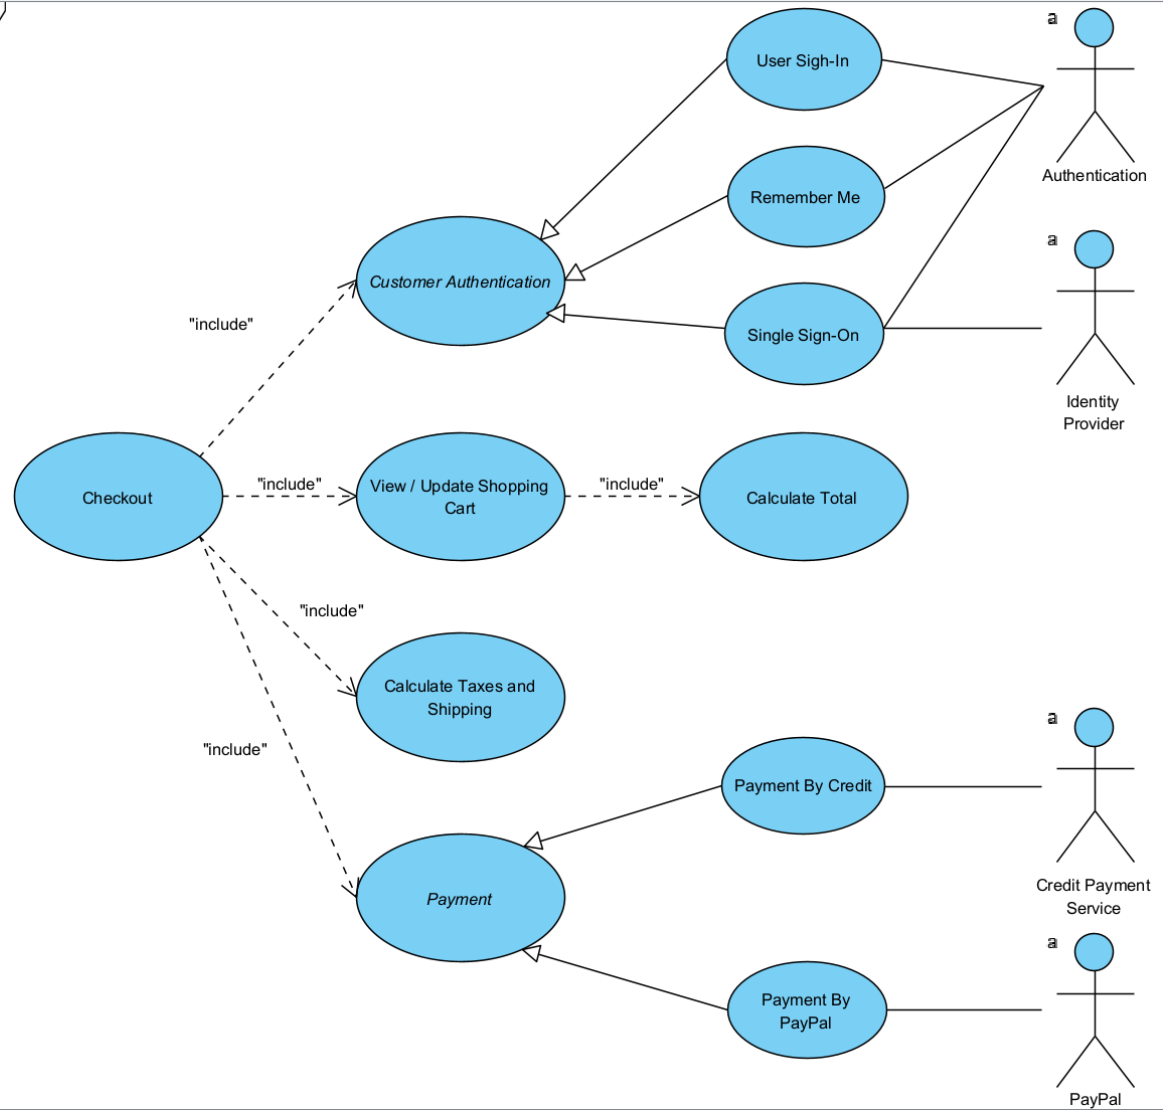 a
User Sigh-In
Remember Me
Authentication
a
Customer Authentication
"include"
Single Sign-On
Identity
Provider
Checkout
"include"
View / Update Shopping
Cart
"include"
Calculate Total
"include"
Calculate Taxes and
Shipping
a
"include"
Payment By Credit
Payment
Credit Payment
Service
a
Payment By
PayPal
PayPal